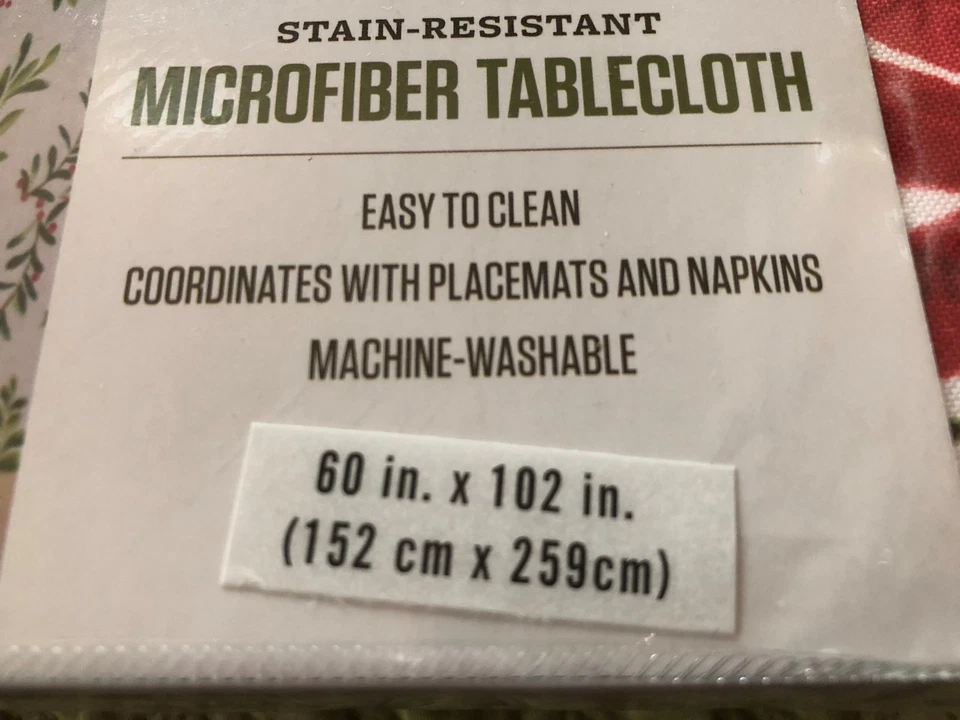 STAIN-RESISTANT
MICROFIBER TABLECLOTH
EASY TO CLEAN
COORDINATES WITH PLACEMATS AND NAPKINS
MACHINE-WASHABLE
60 in. x 102 in.
(152 cm x 259cm)